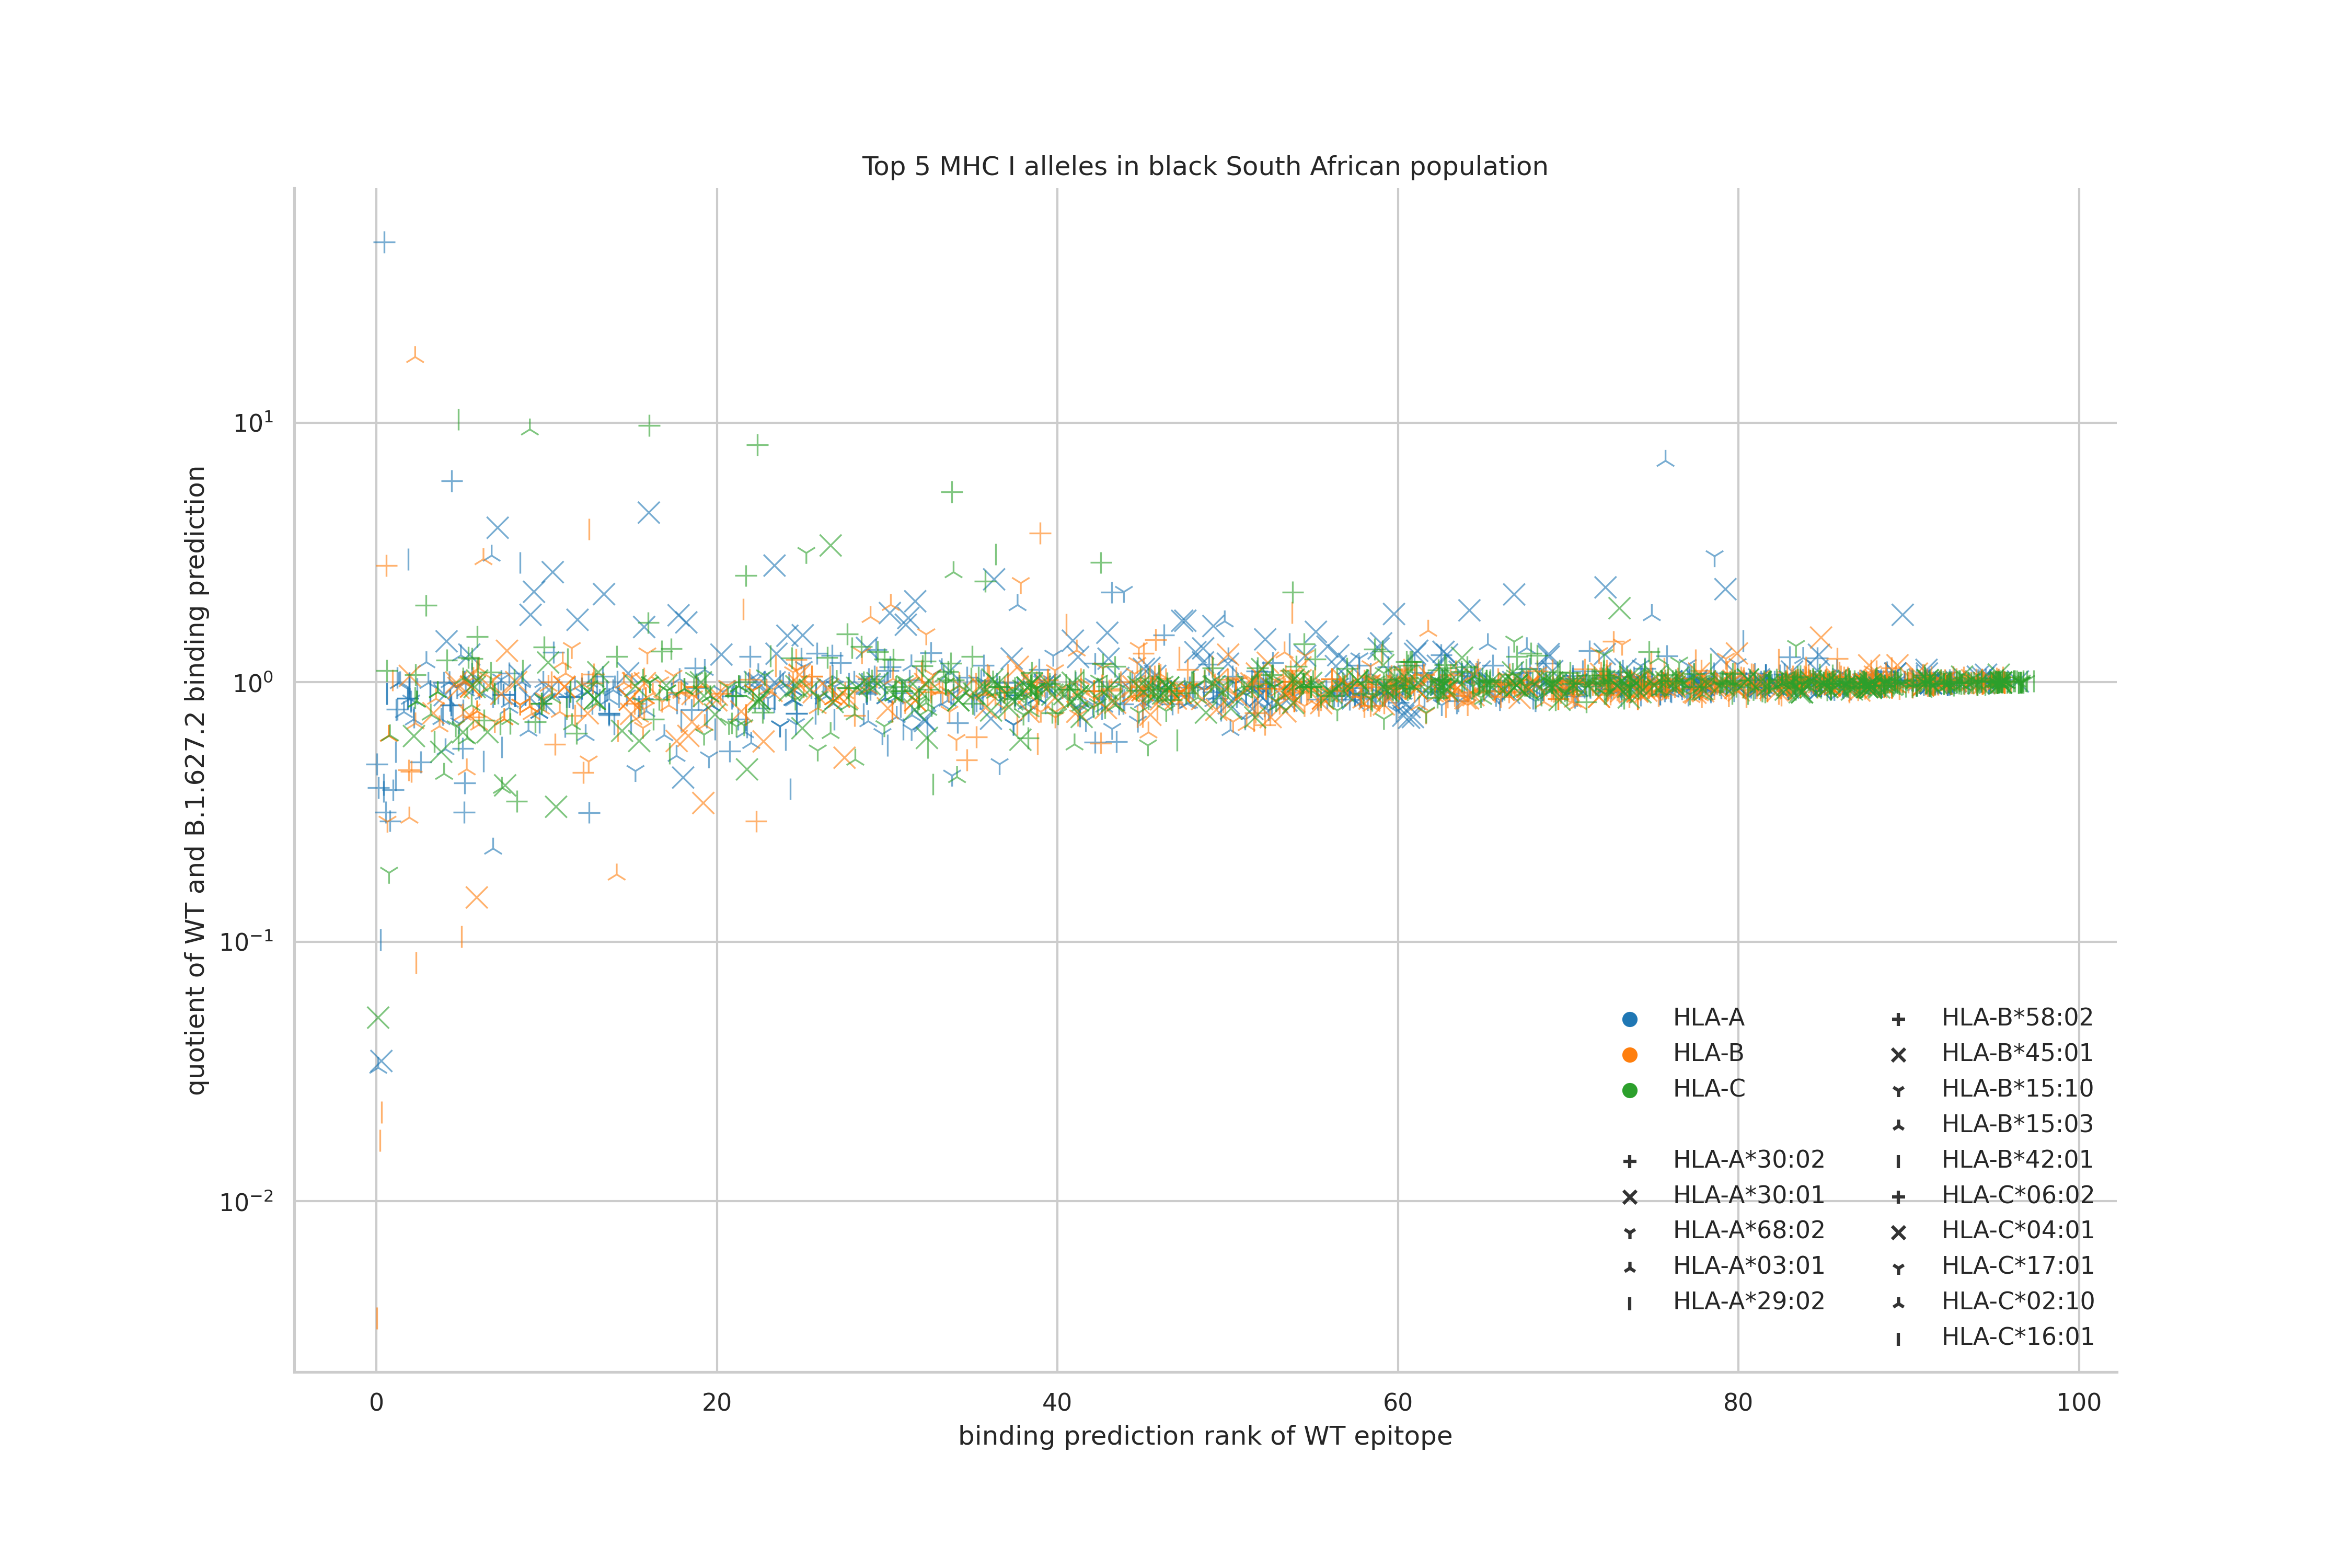 Top 5 MHC I alleles in black South African population
quotient of WT and B.1.627.2 binding prediction
10¹
10⁰
10⁻¹
10⁻²
HLA-A
HLA-B
HLA-C
HLA-A*30:02
HLA-A*30:01
HLA-A*68:02
HLA-A*03:01
HLA-A*29:02
HLA-B*58:02
HLA-B*45:01
HLA-B*15:10
HLA-B*15:03
HLA-B*42:01
HLA-C*06:02
HLA-C*04:01
HLA-C*17:01
HLA-C*02:10
HLA-C*16:01
0 20 40 60 80 100
binding prediction rank of WT epitope